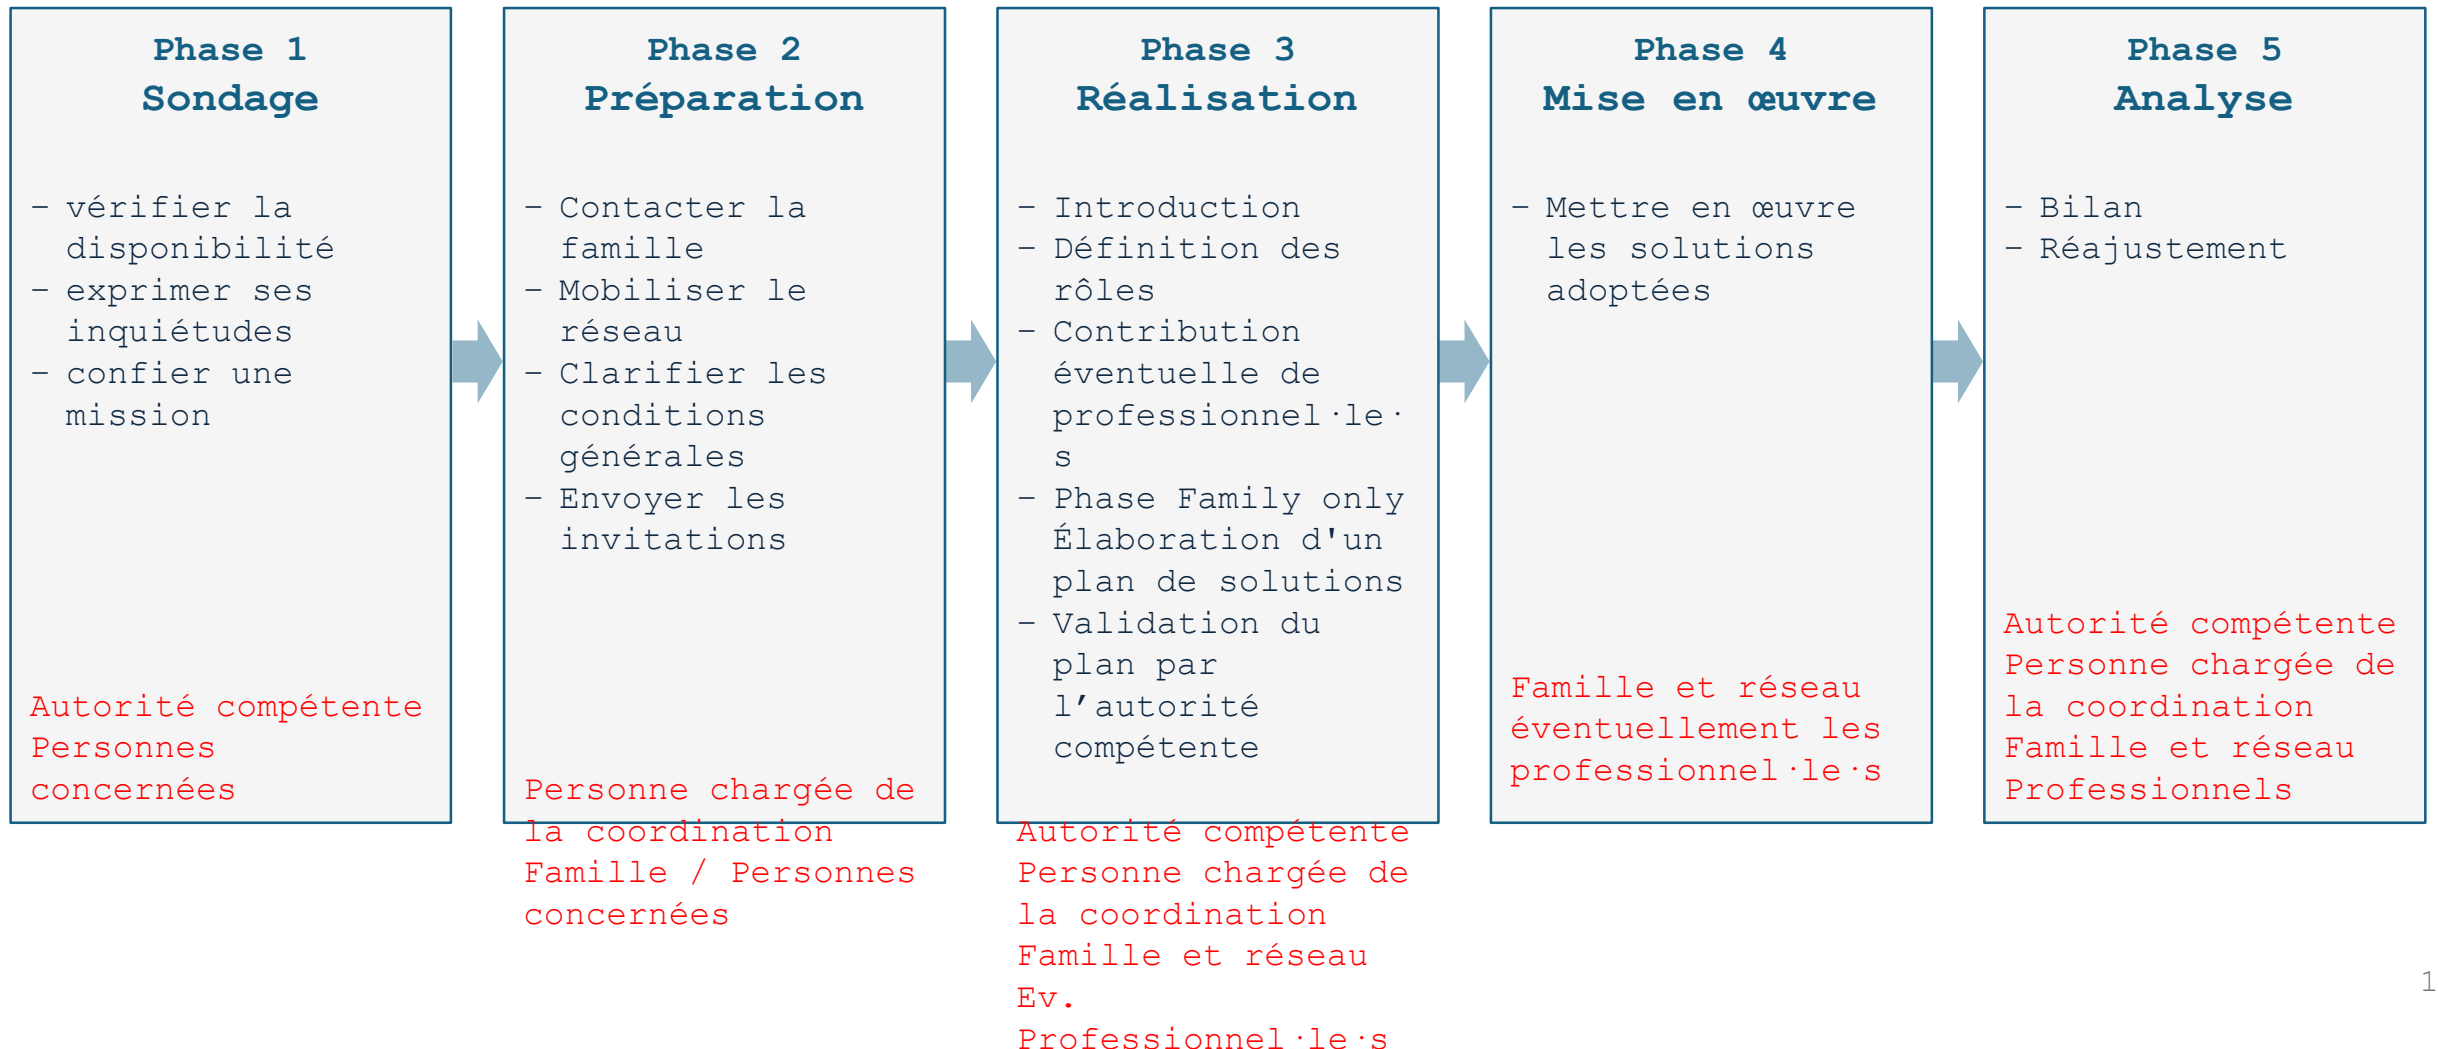 Phase 1
Sondage
– vérifier la
disponibilité
– exprimer ses
inquiétudes
– confier une
mission
Autorité compétente
Personnes
concernées
Phase 2
Préparation
– Contacter la
famille
– Mobiliser le
réseau
– Clarifier les
conditions
générales
– Envoyer les
invitations
Personne chargée de
la coordination
Famille / Personnes
concernées
Phase 3
Réalisation
– Introduction
– Définition des
rôles
– Contribution
éventuelle de
professionnel·le·
s
– Phase Family only
Élaboration d'un
plan de solutions
– Validation du
plan par
l’autorité
compétente
Autorité compétente
Personne chargée de
la coordination
Famille et réseau
Ev.
Professionnel·le·s
Phase 4
Mise en œuvre
– Mettre en œuvre
les solutions
adoptées
Famille et réseau
éventuellement les
professionnel·le·s
Phase 5
Analyse
– Bilan
– Réajustement
Autorité compétente
Personne chargée de
la coordination
Famille et réseau
Professionnels
1